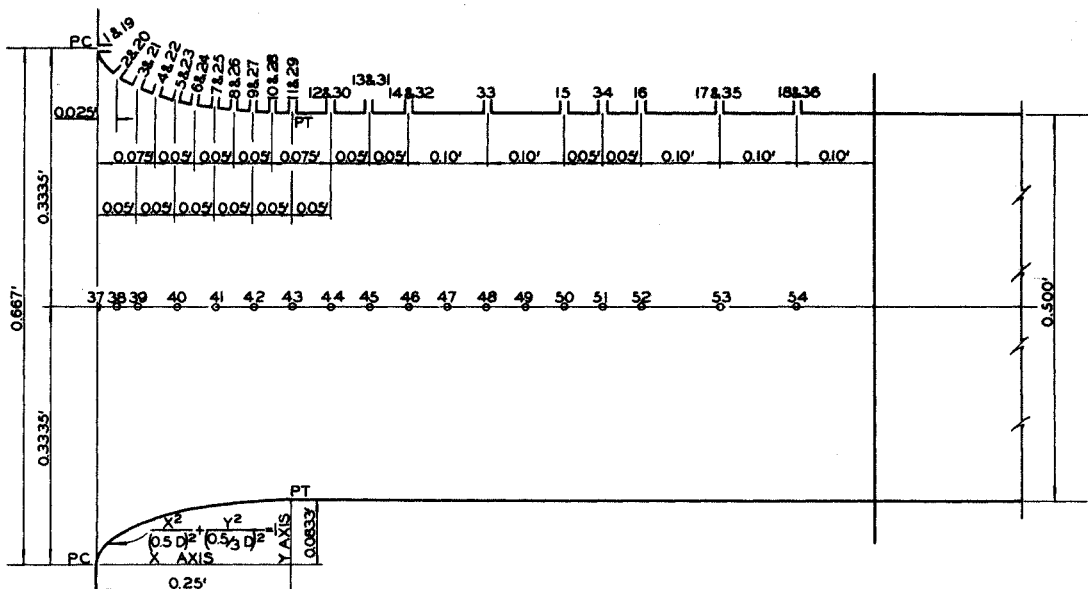 PC
1 & 19
2 & 20
3 & 21
4 & 22
5 & 23
6 & 24
7 & 25
8 & 26
9 & 27
10 & 28
11 & 29
12 & 30
13 & 31
14 & 32
33
15
34
16
17 & 35
18 & 36
PT
0.025'
0.075' 0.05' 0.05' 0.05' 0.075' 0.05' 0.05' 0.10' 0.10' 0.05' 0.05' 0.10' 0.10' 0.10'
0.05' 0.05' 0.05' 0.05' 0.05' 0.05'
0.3335'
0.667'
37 38 39 40 41 42 43 44 45 46 47 48 49 50 51 52 53 54
0.500'
0.3335'
PT
X² / (0.5 D)² + Y² / (0.5/3 D)² = 1
Y AXIS
0.0833'
PC
X AXIS
0.25'